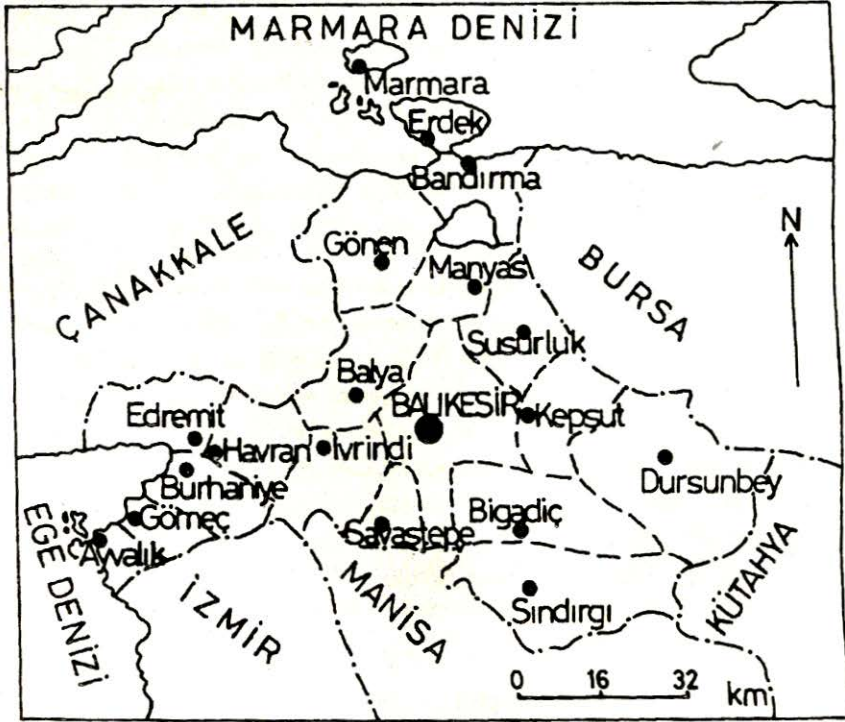 MARMARA DENİZİ
Marmara
Erdek
Bandırma
ÇANAKKALE
Gönen
Manyas
BURSA
N
Susurluk
Balya
BALIKESİR
Kepşut
Edremit
Havran
İvrindi
Burhaniye
Dursunbey
Gömeç
Savaştepe
Bigadiç
Ayvalık
EGE DENİZİ
İZMİR
MANİSA
Sındırgı
KÜTAHYA
0 16 32
km